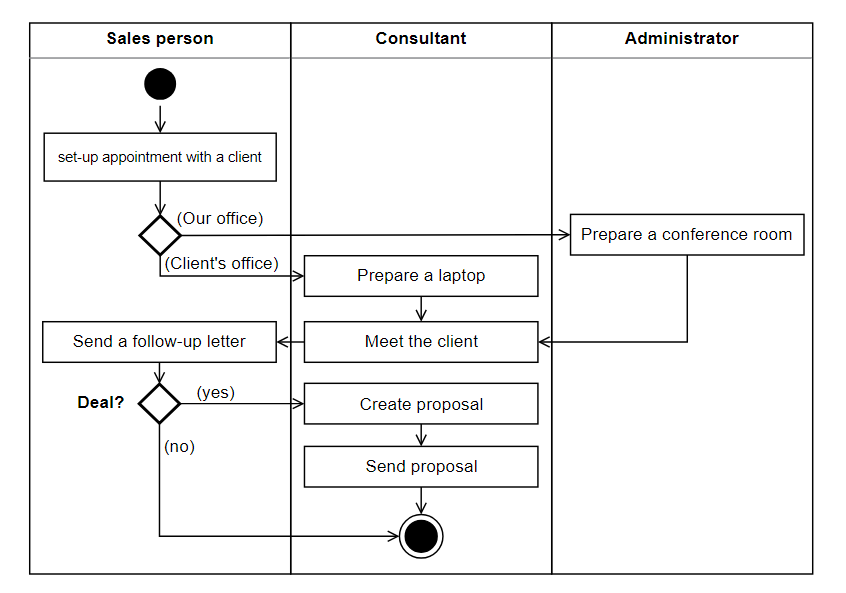 Sales person
Consultant
Administrator
set-up appointment with a client
(Our office)
Prepare a conference room
(Client's office)
Prepare a laptop
Send a follow-up letter
Meet the client
Deal?
(yes)
Create proposal
(no)
Send proposal